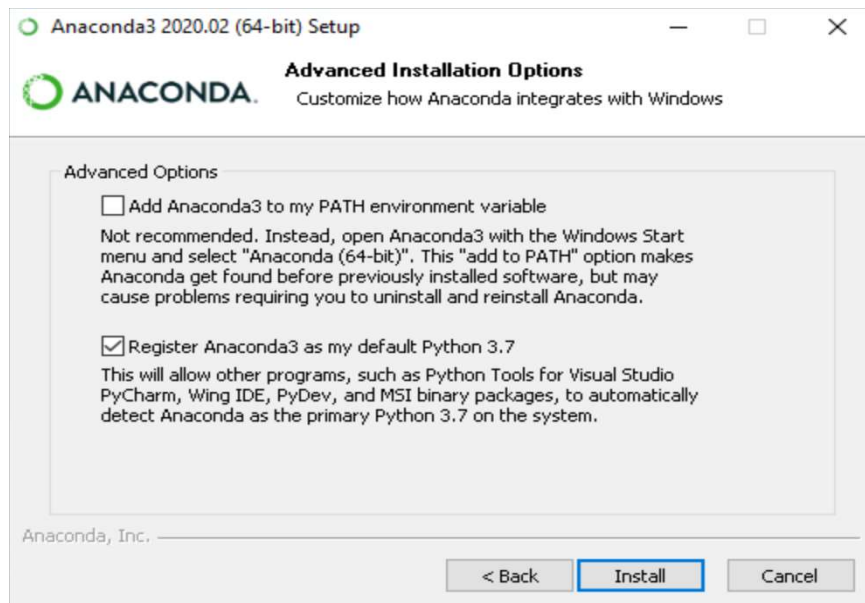 Anaconda3 2020.02 (64-bit) Setup
ANACONDA.
Advanced Installation Options
Customize how Anaconda integrates with Windows
Advanced Options
Add Anaconda3 to my PATH environment variable
Not recommended. Instead, open Anaconda3 with the Windows Start
menu and select "Anaconda (64-bit)". This "add to PATH" option makes
Anaconda get found before previously installed software, but may
cause problems requiring you to uninstall and reinstall Anaconda.
Register Anaconda3 as my default Python 3.7
This will allow other programs, such as Python Tools for Visual Studio
PyCharm, Wing IDE, PyDev, and MSI binary packages, to automatically
detect Anaconda as the primary Python 3.7 on the system.
Anaconda, Inc.
< Back Install Cancel